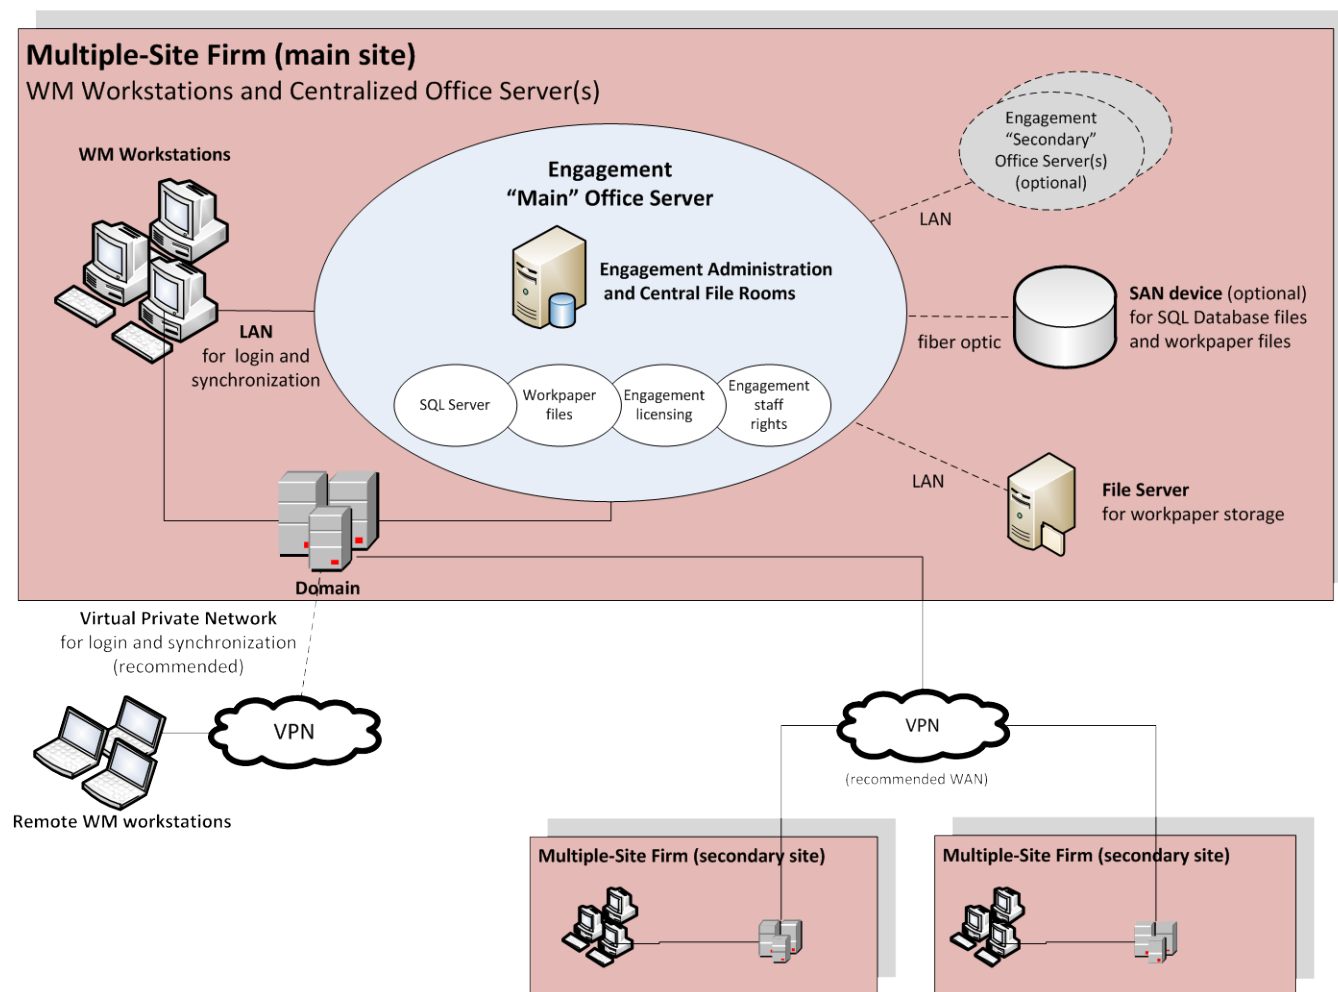 Multiple-Site Firm (main site)
WM Workstations and Centralized Office Server(s)
WM Workstations
LAN
for login and
synchronization
Engagement
“Main” Office Server
Engagement Administration
and Central File Rooms
SQL Server
Workpaper
files
Engagement
licensing
Engagement
staff
rights
Engagement
“Secondary”
Office Server(s)
(optional)
LAN
fiber optic
SAN device (optional)
for SQL Database files
and workpaper files
LAN
File Server
for workpaper storage
Domain
Virtual Private Network
for login and synchronization
(recommended)
VPN
Remote WM workstations
VPN
(recommended WAN)
Multiple-Site Firm (secondary site)
Multiple-Site Firm (secondary site)